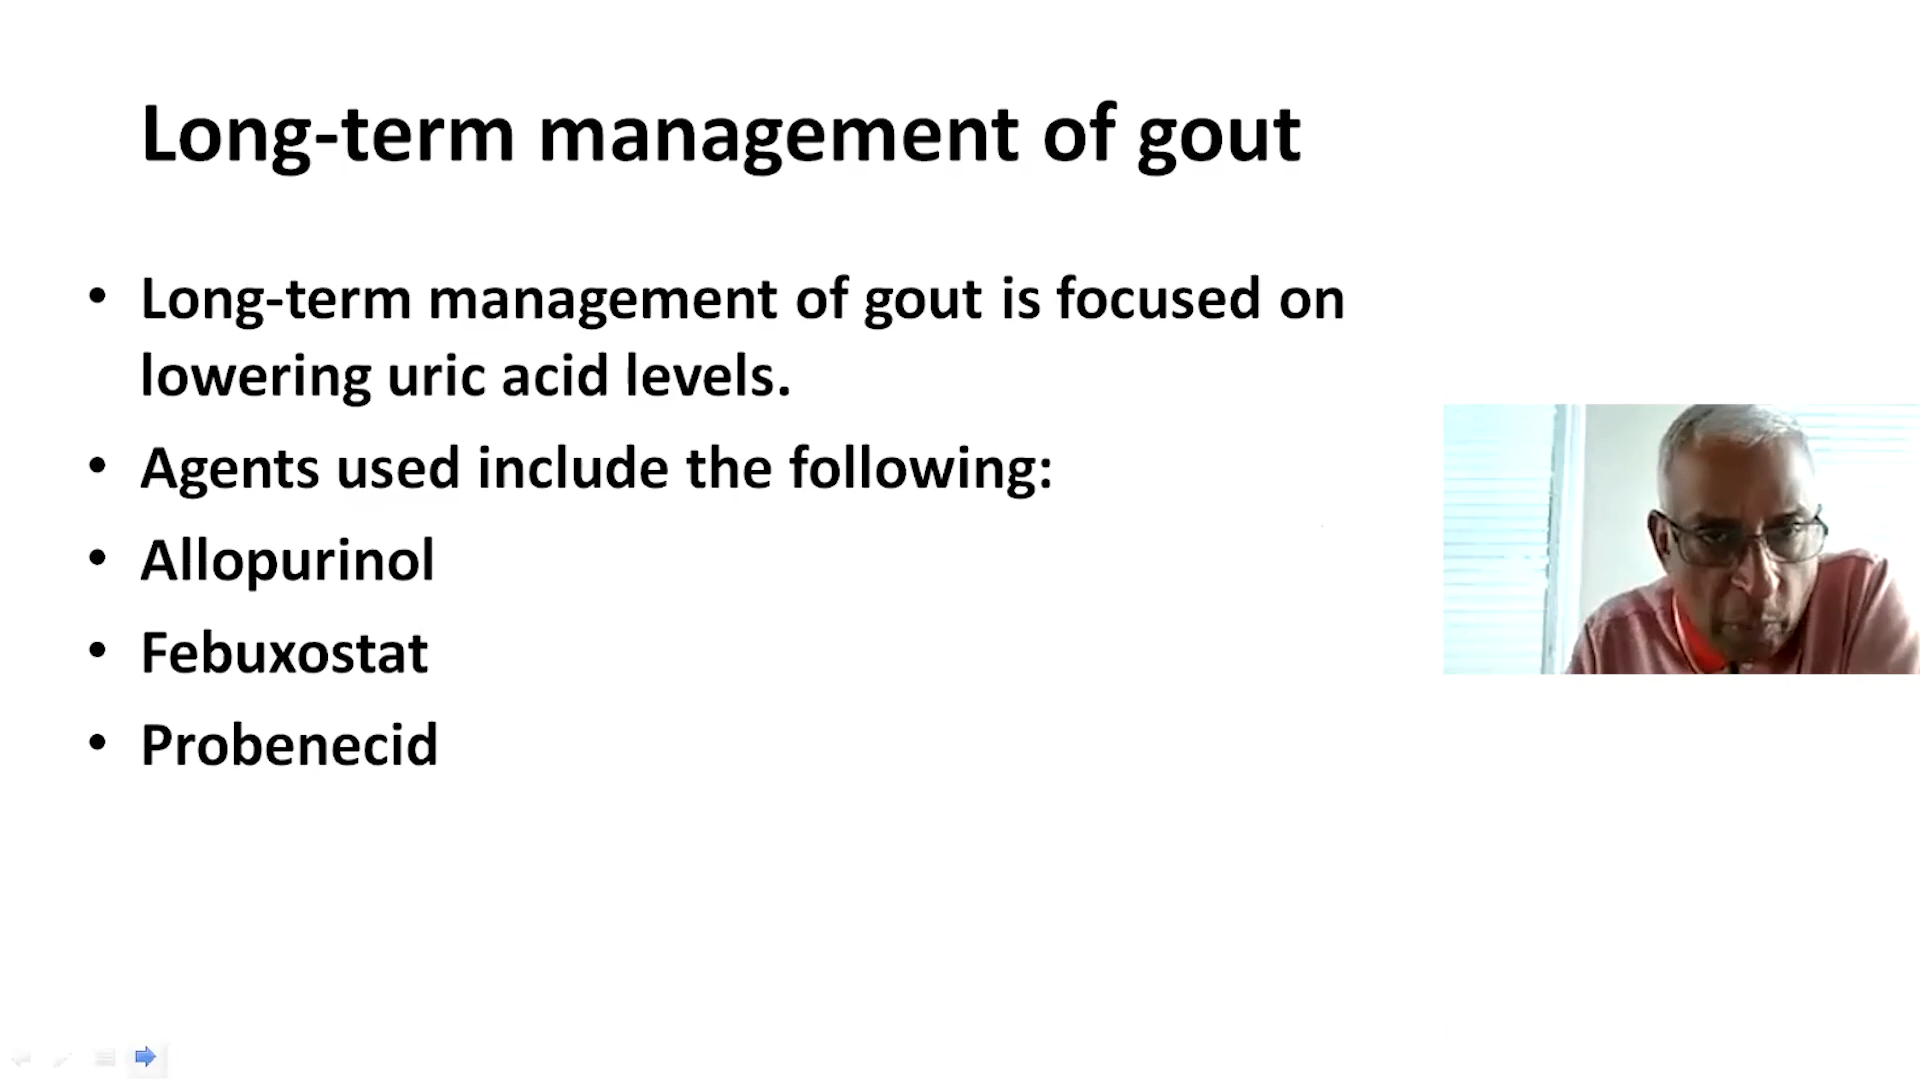 Long-term management of gout
• Long-term management of gout is focused on
lowering uric acid levels.
• Agents used include the following:
• Allopurinol
• Febuxostat
• Probenecid